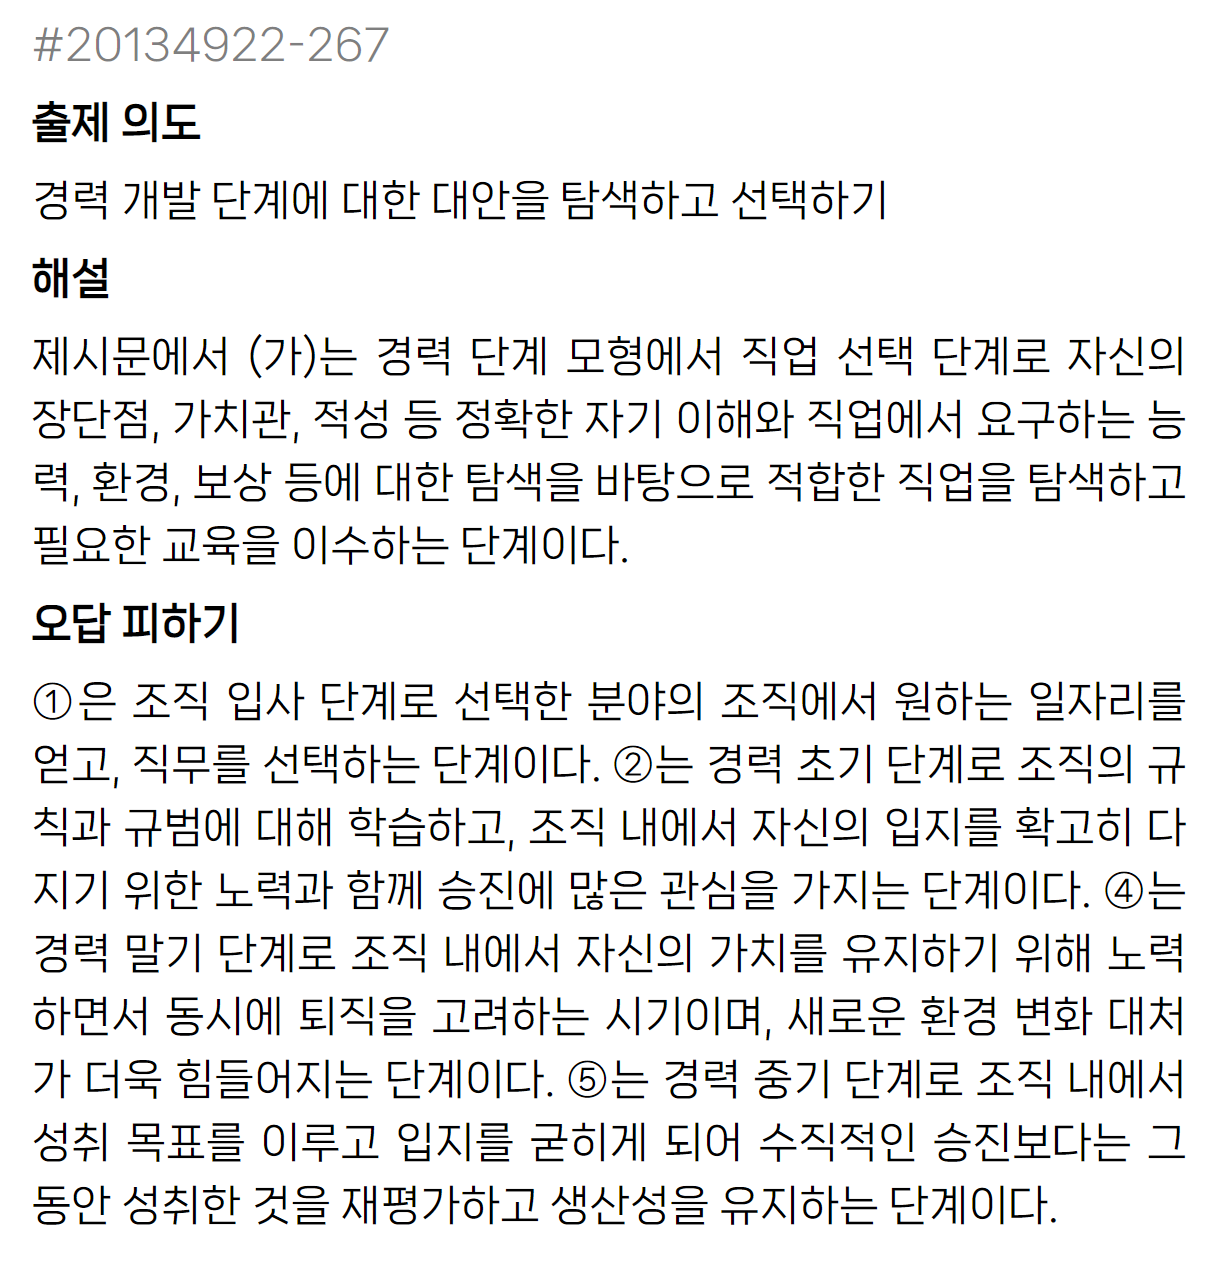 #20134922-267
출제 의도
경력 개발 단계에 대한 대안을 탐색하고 선택하기
해설
제시문에서 (가)는 경력 단계 모형에서 직업 선택 단계로 자신의
장단점, 가치관, 적성 등 정확한 자기 이해와 직업에서 요구하는 능
력, 환경, 보상 등에 대한 탐색을 바탕으로 적합한 직업을 탐색하고
필요한 교육을 이수하는 단계이다.
오답 피하기
①은 조직 입사 단계로 선택한 분야의 조직에서 원하는 일자리를
얻고, 직무를 선택하는 단계이다. ②는 경력 초기 단계로 조직의 규
칙과 규범에 대해 학습하고, 조직 내에서 자신의 입지를 확고히 다
지기 위한 노력과 함께 승진에 많은 관심을 가지는 단계이다. ④는
경력 말기 단계로 조직 내에서 자신의 가치를 유지하기 위해 노력
하면서 동시에 퇴직을 고려하는 시기이며, 새로운 환경 변화 대처
가 더욱 힘들어지는 단계이다. ⑤는 경력 중기 단계로 조직 내에서
성취 목표를 이루고 입지를 굳히게 되어 수직적인 승진보다는 그
동안 성취한 것을 재평가하고 생산성을 유지하는 단계이다.